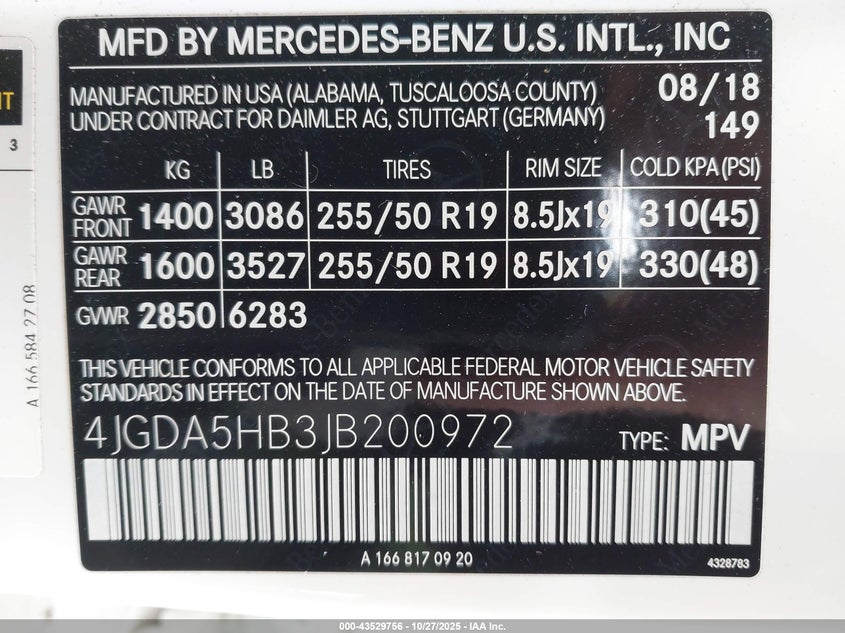 MFD BY MERCEDES-BENZ U.S. INTL., INC
MANUFACTURED IN USA (ALABAMA, TUSCALOOSA COUNTY) 08/18
UNDER CONTRACT FOR DAIMLER AG, STUTTGART (GERMANY) 149
KG LB TIRES RIM SIZE COLD KPA (PSI)
GAWR FRONT 1400 3086 255/50 R19 8.5Jx19 310(45)
GAWR REAR 1600 3527 255/50 R19 8.5Jx19 330(48)
GVWR 2850 6283
THIS VEHICLE CONFORMS TO ALL APPLICABLE FEDERAL MOTOR VEHICLE SAFETY
STANDARDS IN EFFECT ON THE DATE OF MANUFACTURE SHOWN ABOVE.
4JGDA5HB3JB200972 TYPE: MPV
A 166 817 09 20 4328783
3
A 166 584 27 08
000-43529756 - 10/27/2025 - IAA Inc.